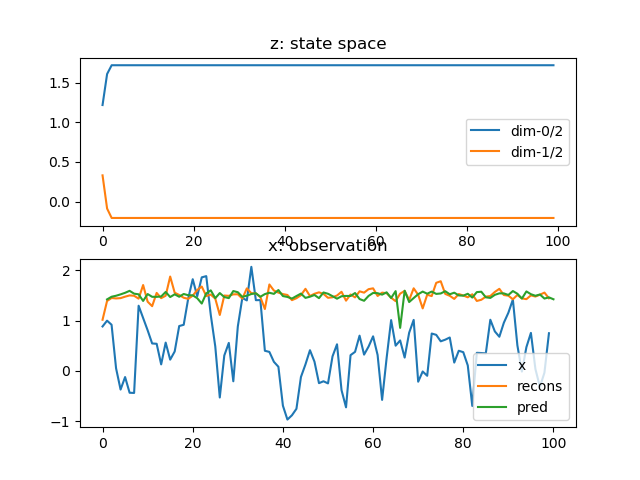 z: state space
1.5
1.0
0.5
0.0
dim-0/2
dim-1/2
0 20 40 60 80 100
x: observation
2
1
0
−1
x
recons
pred
0 20 40 60 80 100